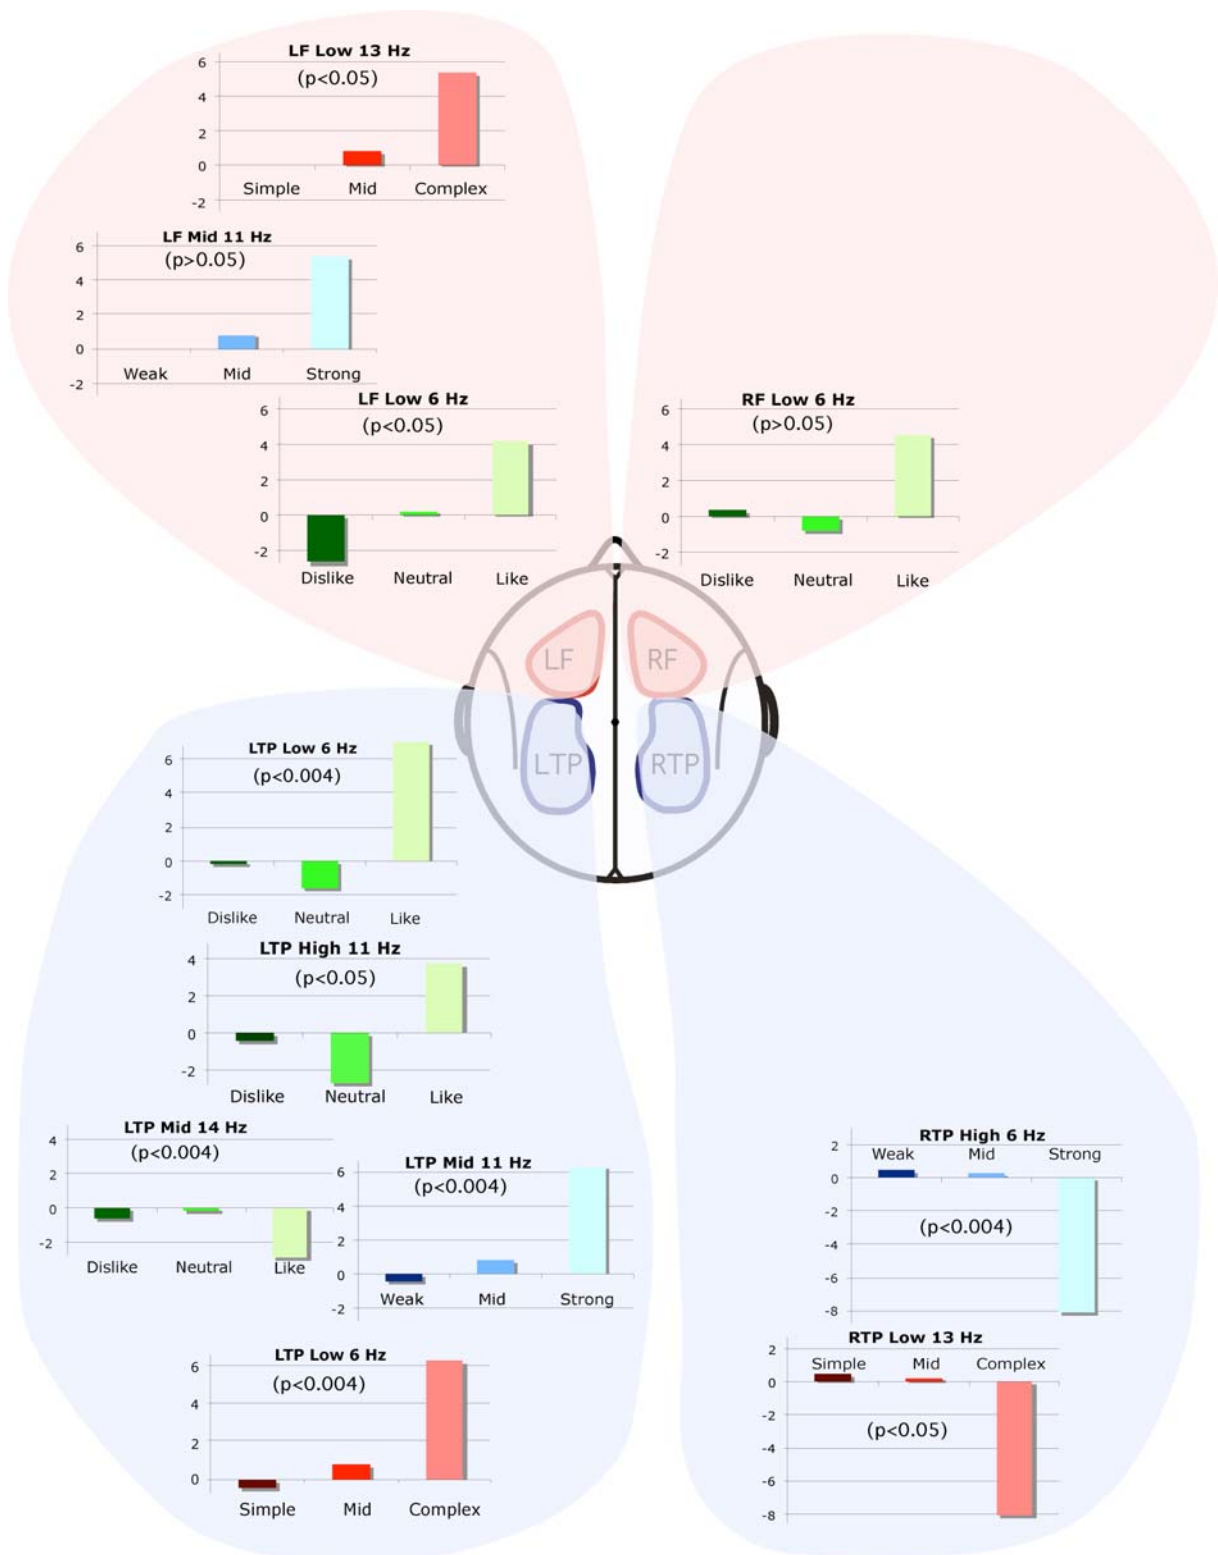 LF Low 13 Hz
(p<0.05)
6
4
2
0
-2
Simple Mid Complex
LF Mid 11 Hz
(p>0.05)
6
4
2
0
-2
Weak Mid Strong
LF Low 6 Hz
(p<0.05)
6
4
2
0
-2
Dislike Neutral Like
RF Low 6 Hz
(p>0.05)
6
4
2
0
-2
Dislike Neutral Like
LF RF
LTP RTP
LTP Low 6 Hz
(p<0.004)
6
4
2
0
-2
Dislike Neutral Like
LTP High 11 Hz
(p<0.05)
4
2
0
-2
Dislike Neutral Like
LTP Mid 14 Hz
(p<0.004)
4
2
0
-2
Dislike Neutral Like
LTP Mid 11 Hz
(p<0.004)
6
4
2
0
-2
Weak Mid Strong
LTP Low 6 Hz
(p<0.004)
6
4
2
0
Simple Mid Complex
RTP High 6 Hz
Weak Mid Strong
2
0
-2
-4
-6
-8
(p<0.004)
RTP Low 13 Hz
Simple Mid Complex
2
0
-2
-4
-6
-8
(p<0.05)